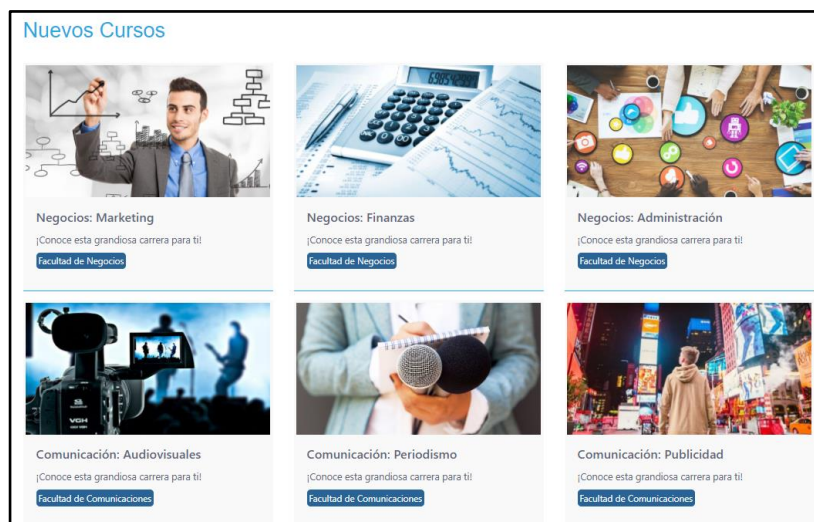 Nuevos Cursos
Negocios: Marketing
¡Conoce esta grandiosa carrera para ti!
Facultad de Negocios
Negocios: Finanzas
¡Conoce esta grandiosa carrera para ti!
Facultad de Negocios
Negocios: Administración
¡Conoce esta grandiosa carrera para ti!
Facultad de Negocios
VGH
Comunicación: Audiovisuales
¡Conoce esta grandiosa carrera para ti!
Facultad de Comunicaciones
Comunicación: Periodismo
¡Conoce esta grandiosa carrera para ti!
Facultad de Comunicaciones
Comunicación: Publicidad
¡Conoce esta grandiosa carrera para ti!
Facultad de Comunicaciones